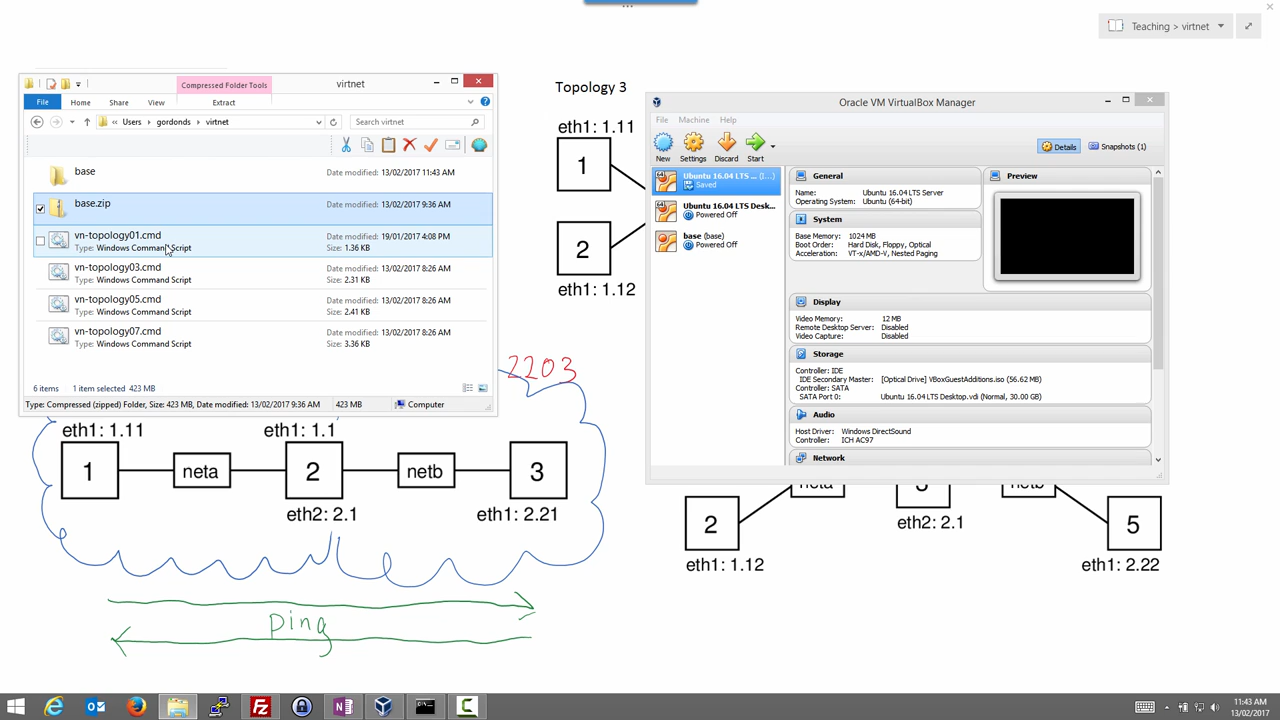 Teaching > virtnet
Compressed Folder Tools
virtnet
File
Home
Share
View
Extract
Users
gordonds
virtnet
Search virtnet
base
Date modified: 13/02/2017 11:43 AM
base.zip
Date modified: 13/02/2017 9:36 AM
vn-topology01.cmd
Type: Windows Command Script
Date modified: 19/01/2017 4:08 PM
Size: 1.36 KB
vn-topology03.cmd
Type: Windows Command Script
Date modified: 13/02/2017 8:26 AM
Size: 2.31 KB
vn-topology05.cmd
Type: Windows Command Script
Date modified: 13/02/2017 8:26 AM
Size: 2.41 KB
vn-topology07.cmd
Type: Windows Command Script
Date modified: 13/02/2017 8:26 AM
Size: 3.36 KB
6 items 1 item selected 423 MB
Type: Compressed (zipped) Folder, Size: 423 MB, Date modified: 13/02/2017 9:36 AM
423 MB
Computer
Topology 3
eth1: 1.11
1
2
eth1: 1.12
Oracle VM VirtualBox Manager
File
Machine
Help
New
Settings
Discard
Start
Details
Snapshots (1)
Ubuntu 16.04 LTS ... (I...)
Saved
Ubuntu 16.04 LTS Desk...
Powered Off
base (base)
Powered Off
General
Name: Ubuntu 16.04 LTS Server
Operating System: Ubuntu (64-bit)
System
Base Memory: 1024 MB
Boot Order: Hard Disk, Floppy, Optical
Acceleration: VT-x/AMD-V, Nested Paging
Preview
Display
Video Memory: 12 MB
Remote Desktop Server: Disabled
Video Capture: Disabled
Storage
Controller: IDE
IDE Secondary Master: [Optical Drive] VBoxGuestAdditions.iso (56.62 MB)
Controller: SATA
SATA Port 0: Ubuntu 16.04 LTS Desktop.vdi (Normal, 30.00 GB)
Audio
Host Driver: Windows DirectSound
Controller: ICH AC97
Network
2203
eth1: 1.11
eth1: 1.1
1
neta
2
netb
3
eth2: 2.1
eth1: 2.21
ping
neta
3
netb
2
eth2: 2.1
5
eth1: 1.12
eth1: 2.22
11:43 AM
13/02/2017